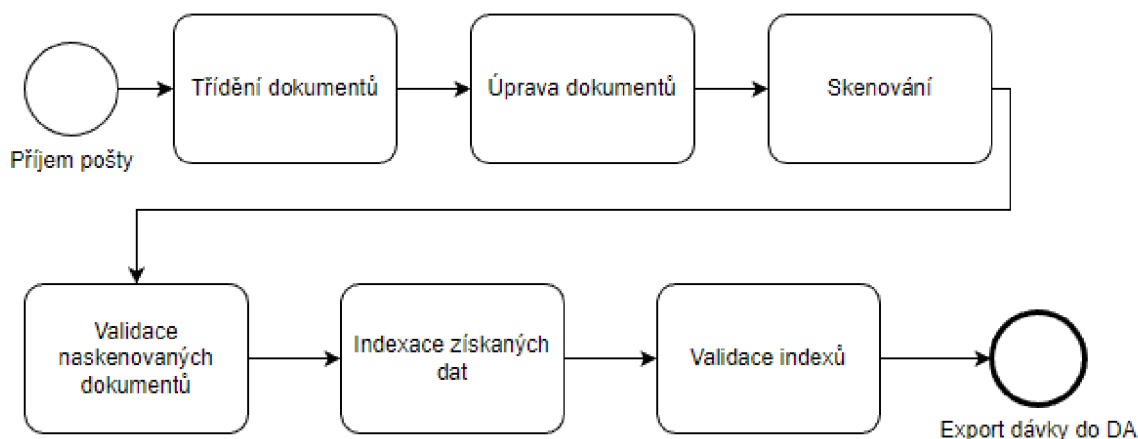 Třídění dokumentů
Úprava dokumentů
Skenování
Příjem pošty
Validace
naskenovaných
dokumentů
Indexace získaných
dat
Validace indexů
Export dávky do DA